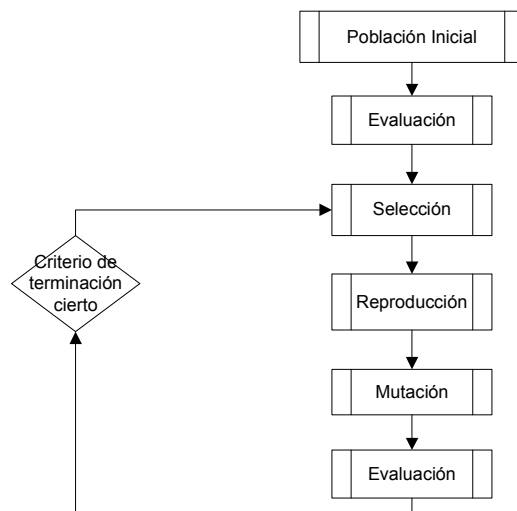 Población Inicial
Evaluación
Selección
Criterio de
terminación
cierto
Reproducción
Mutación
Evaluación